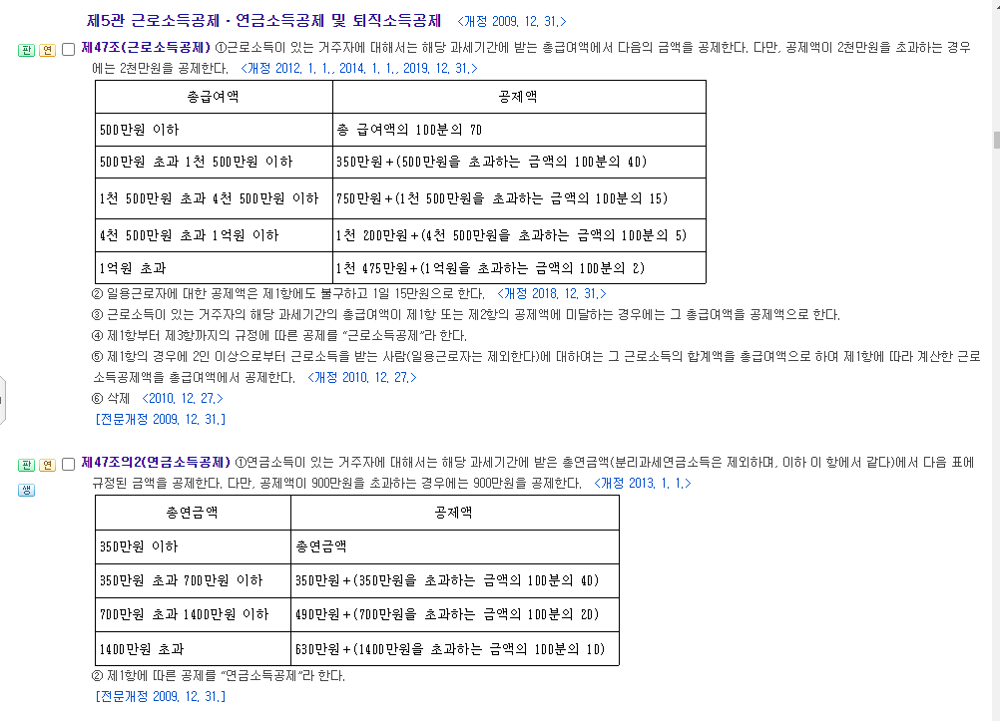 제5관 근로소득공제ㆍ연금소득공제 및 퇴직소득공제 <개정 2009. 12. 31.>
판 연 제47조(근로소득공제) ①근로소득이 있는 거주자에 대해서는 해당 과세기간에 받는 총급여액에서 다음의 금액을 공제한다. 다만, 공제액이 2천만원을 초과하는 경우
에는 2천만원을 공제한다. <개정 2012. 1. 1., 2014. 1. 1., 2019. 12. 31.>
총급여액 공제액
500만원 이하 총 급여액의 100분의 70
500만원 초과 1천 500만원 이하 350만원+(500만원을 초과하는 금액의 100분의 40)
1천 500만원 초과 4천 500만원 이하 750만원+(1천 500만원을 초과하는 금액의 100분의 15)
4천 500만원 초과 1억원 이하 1천 200만원+(4천 500만원을 초과하는 금액의 100분의 5)
1억원 초과 1천 475만원+(1억원을 초과하는 금액의 100분의 2)
② 일용근로자에 대한 공제액은 제1항에도 불구하고 1일 15만원으로 한다. <개정 2018. 12. 31.>
③ 근로소득이 있는 거주자의 해당 과세기간의 총급여액이 제1항 또는 제2항의 공제액에 미달하는 경우에는 그 총급여액을 공제액으로 한다.
④ 제1항부터 제3항까지의 규정에 따른 공제를 “근로소득공제”라 한다.
⑤ 제1항의 경우에 2인 이상으로부터 근로소득을 받는 사람(일용근로자는 제외한다)에 대하여는 그 근로소득의 합계액을 총급여액으로 하여 제1항에 따라 계산한 근로
소득공제액을 총급여액에서 공제한다. <개정 2010. 12. 27.>
⑥ 삭제 <2010. 12. 27.>
[전문개정 2009. 12. 31.]
판 연 제47조의2(연금소득공제) ①연금소득이 있는 거주자에 대해서는 해당 과세기간에 받은 총연금액(분리과세연금소득은 제외하며, 이하 이 항에서 같다)에서 다음 표에
생 규정된 금액을 공제한다. 다만, 공제액이 900만원을 초과하는 경우에는 900만원을 공제한다. <개정 2013. 1. 1.>
총연금액 공제액
350만원 이하 총연금액
350만원 초과 700만원 이하 350만원+(350만원을 초과하는 금액의 100분의 40)
700만원 초과 1400만원 이하 490만원+(700만원을 초과하는 금액의 100분의 20)
1400만원 초과 630만원+(1400만원을 초과하는 금액의 100분의 10)
② 제1항에 따른 공제를 “연금소득공제”라 한다.
[전문개정 2009. 12. 31.]